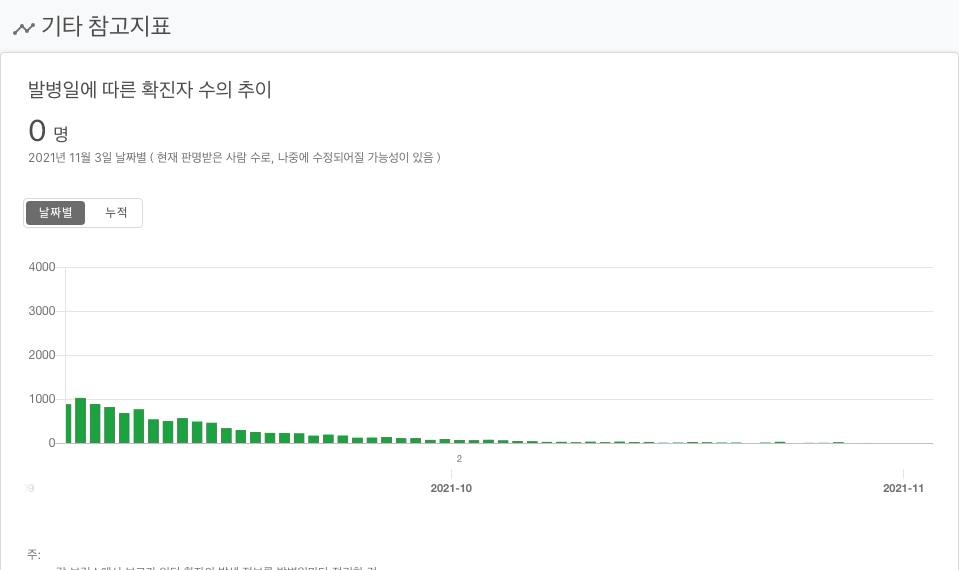 기타 참고지표
발병일에 따른 확진자 수의 추이
0 명
2021년 11월 3일 날짜별 ( 현재 판명받은 사람 수로, 나중에 수정되어질 가능성이 있음 )
날짜별 누적
4000
3000
2000
1000
0
2
9 2021-10 2021-11
주: